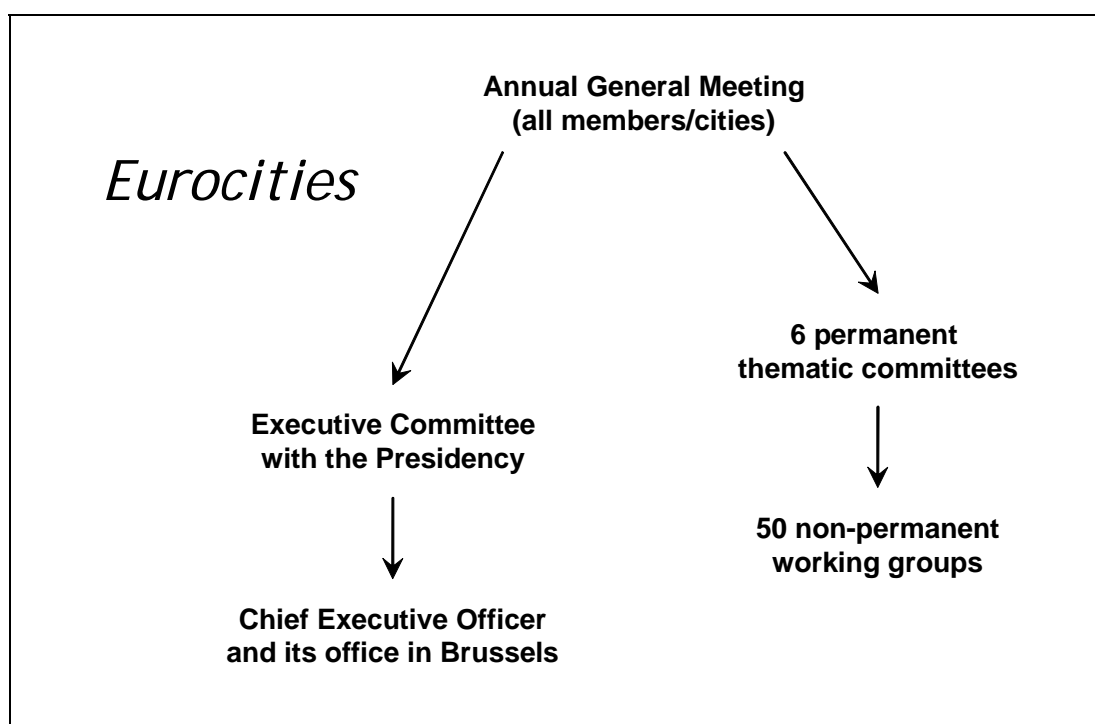 Annual General Meeting
(all members/cities)
Eurocities
6 permanent
thematic committees
Executive Committee
with the Presidency
50 non-permanent
working groups
Chief Executive Officer
and its office in Brussels